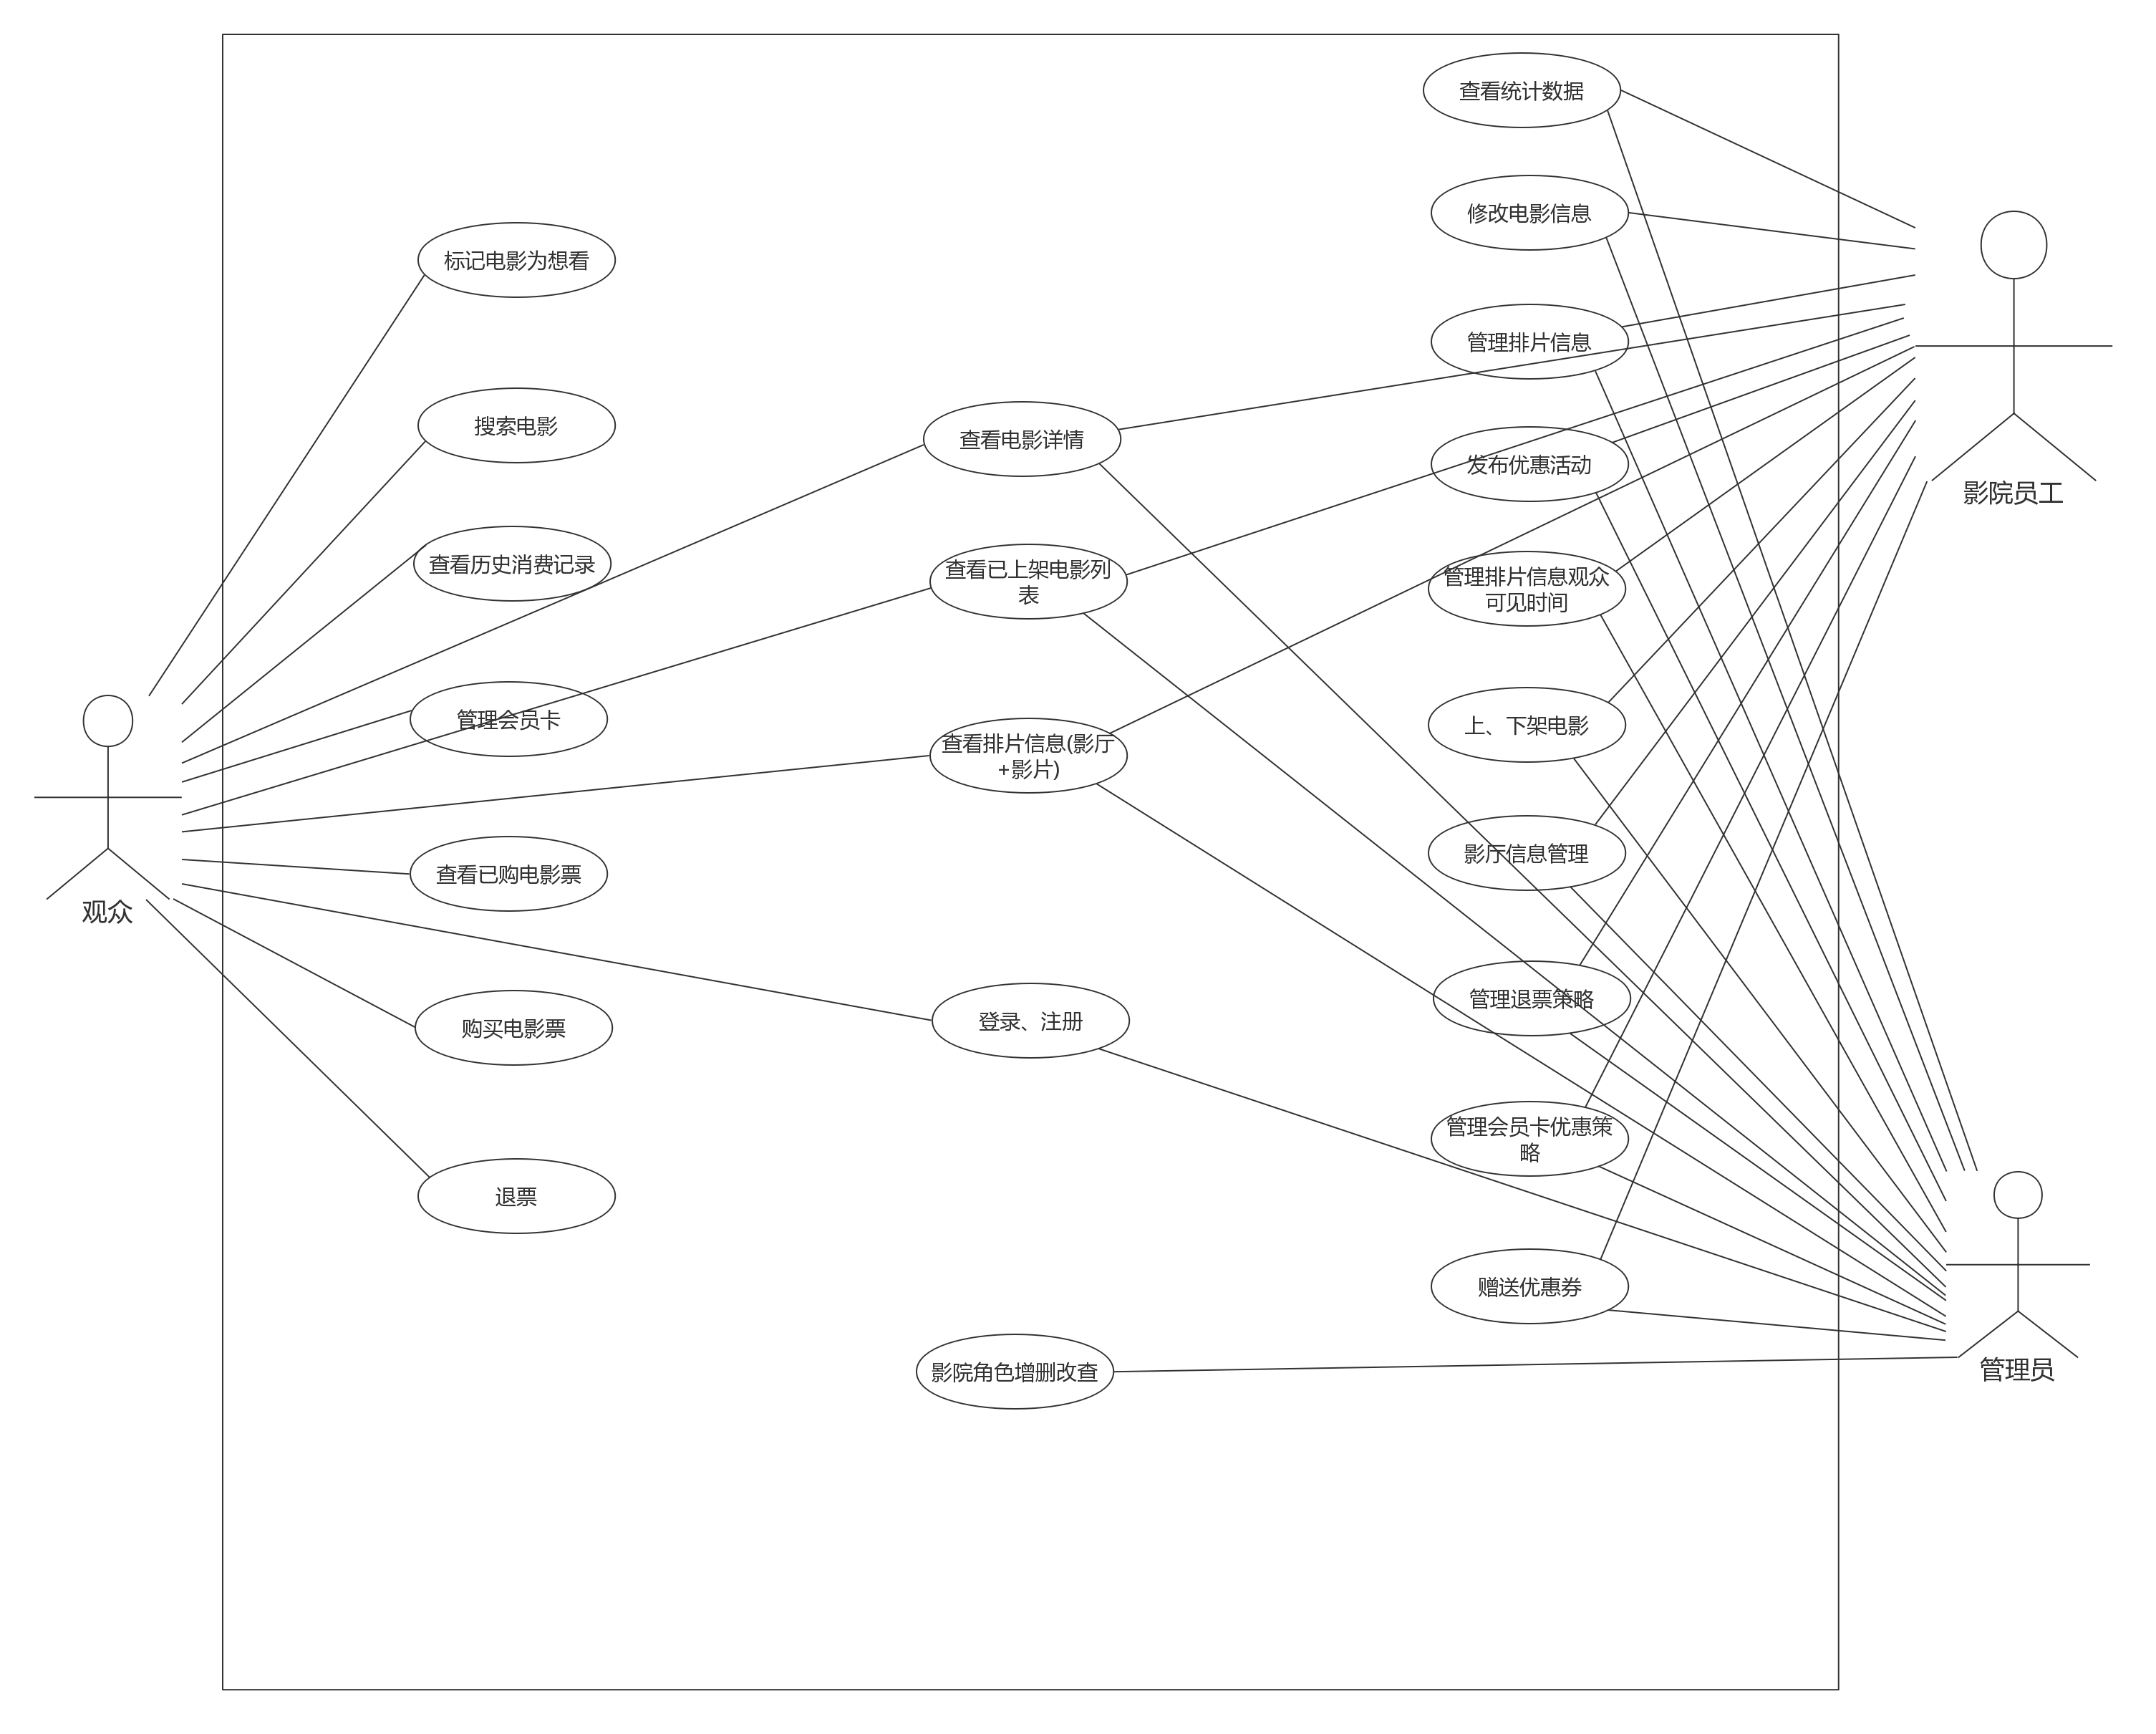 查看统计数据
修改电影信息
标记电影为想看
管理排片信息
搜索电影
查看电影详情
发布优惠活动
影院员工
查看历史消费记录
查看已上架电影列
表
管理排片信息观众
可见时间
管理会员卡
查看排片信息(影厅
+影片)
上、下架电影
查看已购电影票
影厅信息管理
观众
购买电影票
登录、注册
管理退票策略
管理会员卡优惠策
略
退票
赠送优惠券
影院角色增删改查
管理员